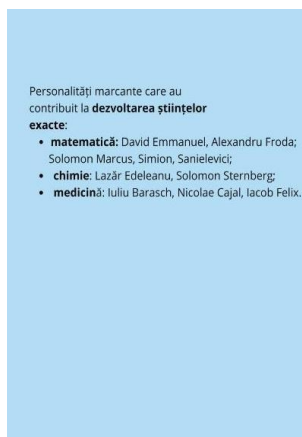 Personalități marcante care au
contribuit la dezvoltarea științelor
exacte:
• matematică: David Emmanuel, Alexandru Froda;
Solomon Marcus, Simion, Sanielevici;
• chimie: Lazăr Edeleanu, Solomon Sternberg;
• medicină: Iuliu Barasch, Nicolae Cajal, Iacob Felix.